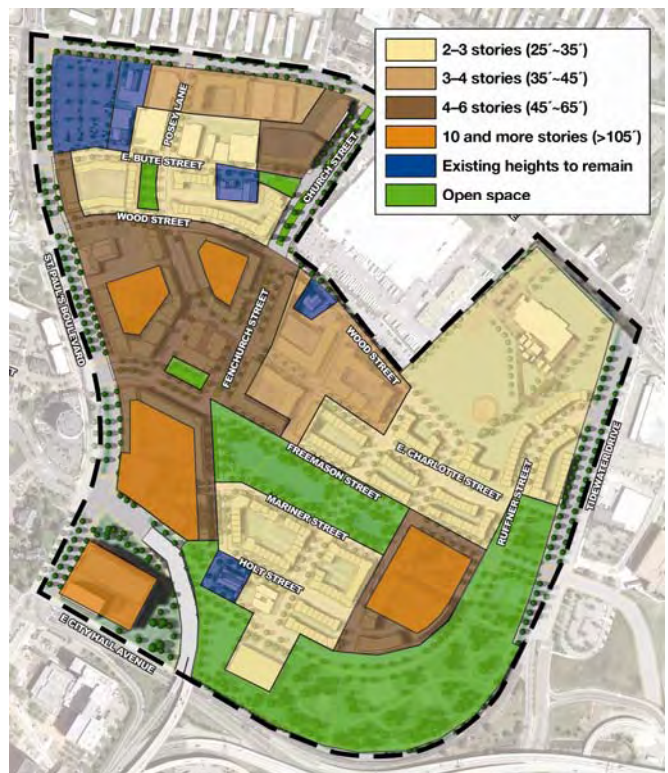 2–3 stories (25´~35´)
3–4 stories (35´~45´)
4–6 stories (45´~65´)
10 and more stories (>105´)
Existing heights to remain
Open space
POSEY LANE
E. BUTE STREET
CHURCH STREET
WOOD STREET
ST. PAUL'S BOULEVARD
FENCHURCH STREET
WOOD STREET
FREEMASON STREET
E. CHARLOTTE STREET
TIDEWATER DRIVE
RUFFNER STREET
MARINER STREET
HOLT STREET
E CITY HALL AVENUE